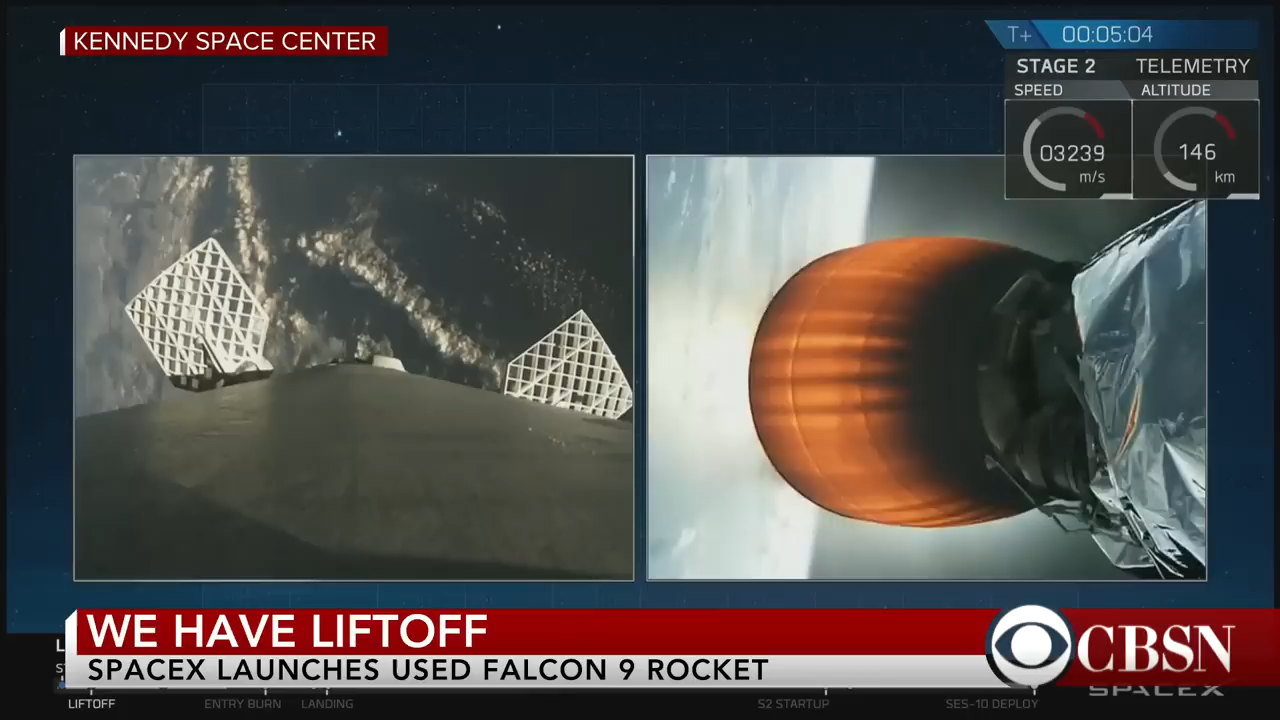 KENNEDY SPACE CENTER
T+ 00:05:04
STAGE 2 TELEMETRY
SPEED ALTITUDE
03239 146
m/s km
WE HAVE LIFTOFF
SPACEX LAUNCHES USED FALCON 9 ROCKET
CBSN
SPACEX
LIFTOFF ENTRY BURN LANDING S2 STARTUP SES-10 DEPLOY